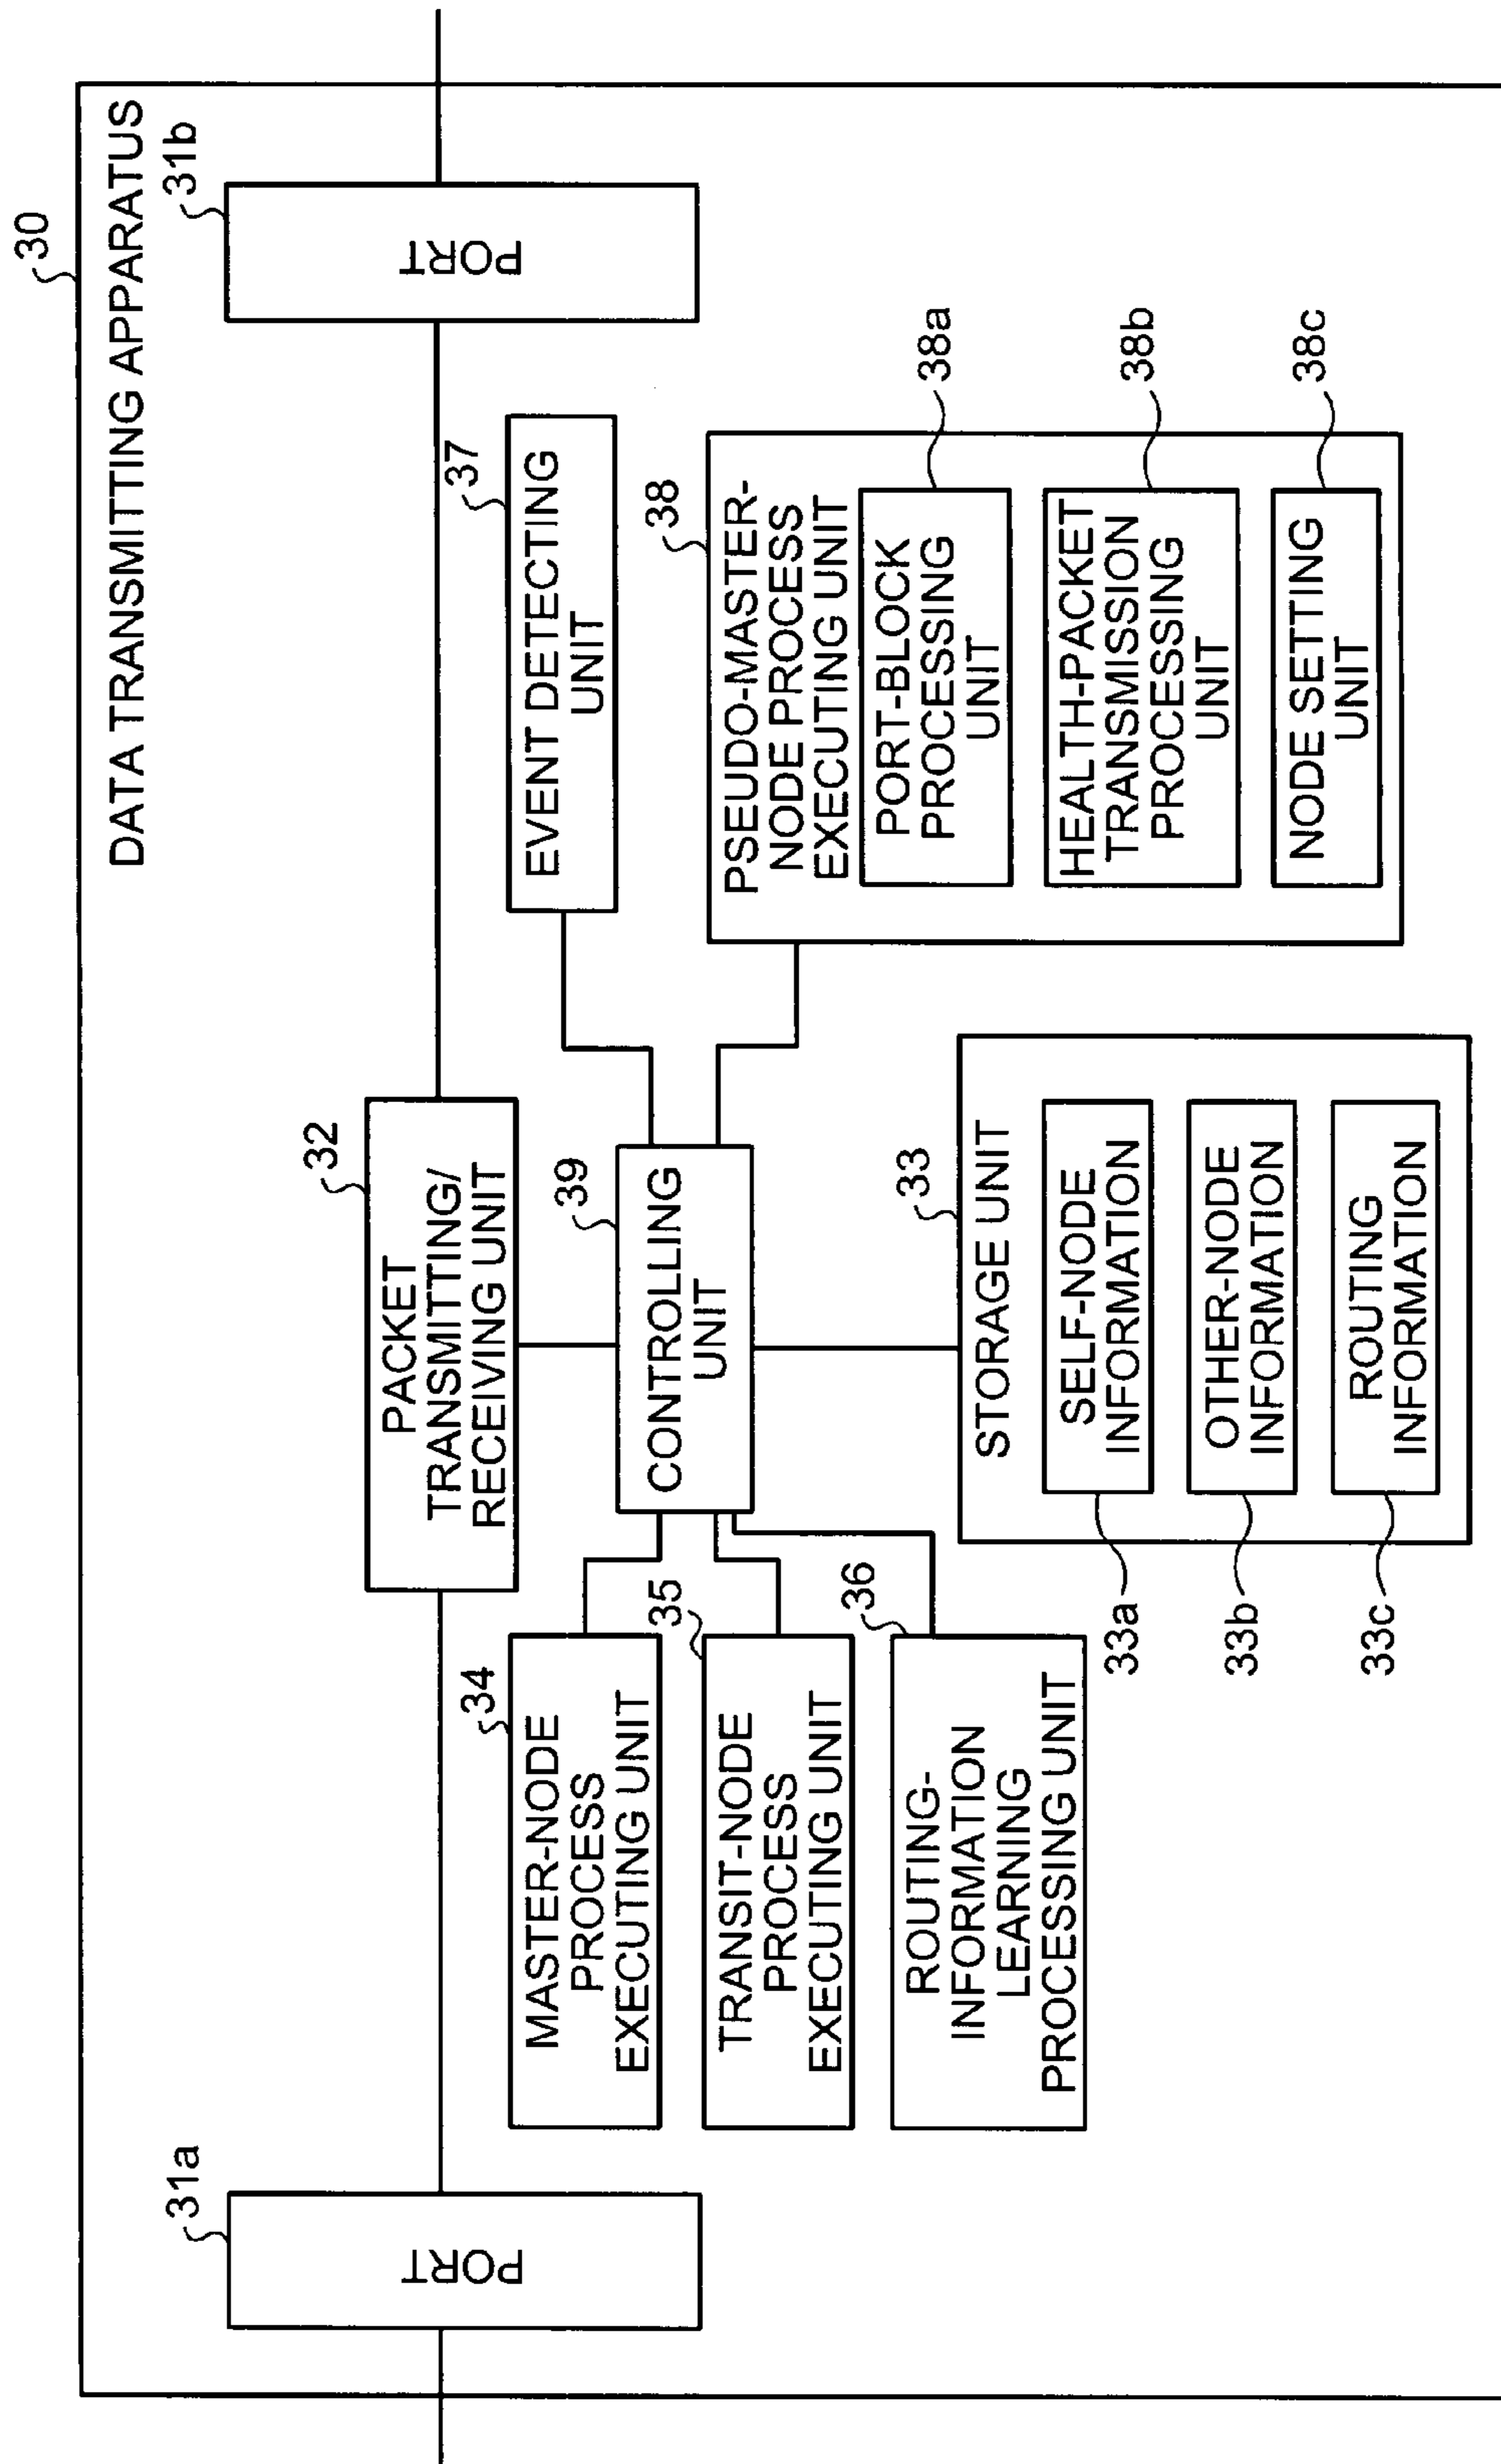 30
DATA TRANSMITTING APPARATUS
31a
PORT
31b
PORT
32
PACKET
TRANSMITTING/
RECEIVING UNIT
34
MASTER-NODE
PROCESS
EXECUTING UNIT
35
TRANSIT-NODE
PROCESS
EXECUTING UNIT
36
ROUTING-
INFORMATION
LEARNING
PROCESSING UNIT
39
CONTROLLING
UNIT
37
EVENT DETECTING
UNIT
38
PSEUDO-MASTER-
NODE PROCESS
EXECUTING UNIT
PORT-BLOCK
PROCESSING
UNIT
38a
HEALTH-PACKET
TRANSMISSION
PROCESSING
UNIT
38b
NODE SETTING
UNIT
38c
33
STORAGE UNIT
SELF-NODE
INFORMATION
33a
OTHER-NODE
INFORMATION
33b
ROUTING
INFORMATION
33c